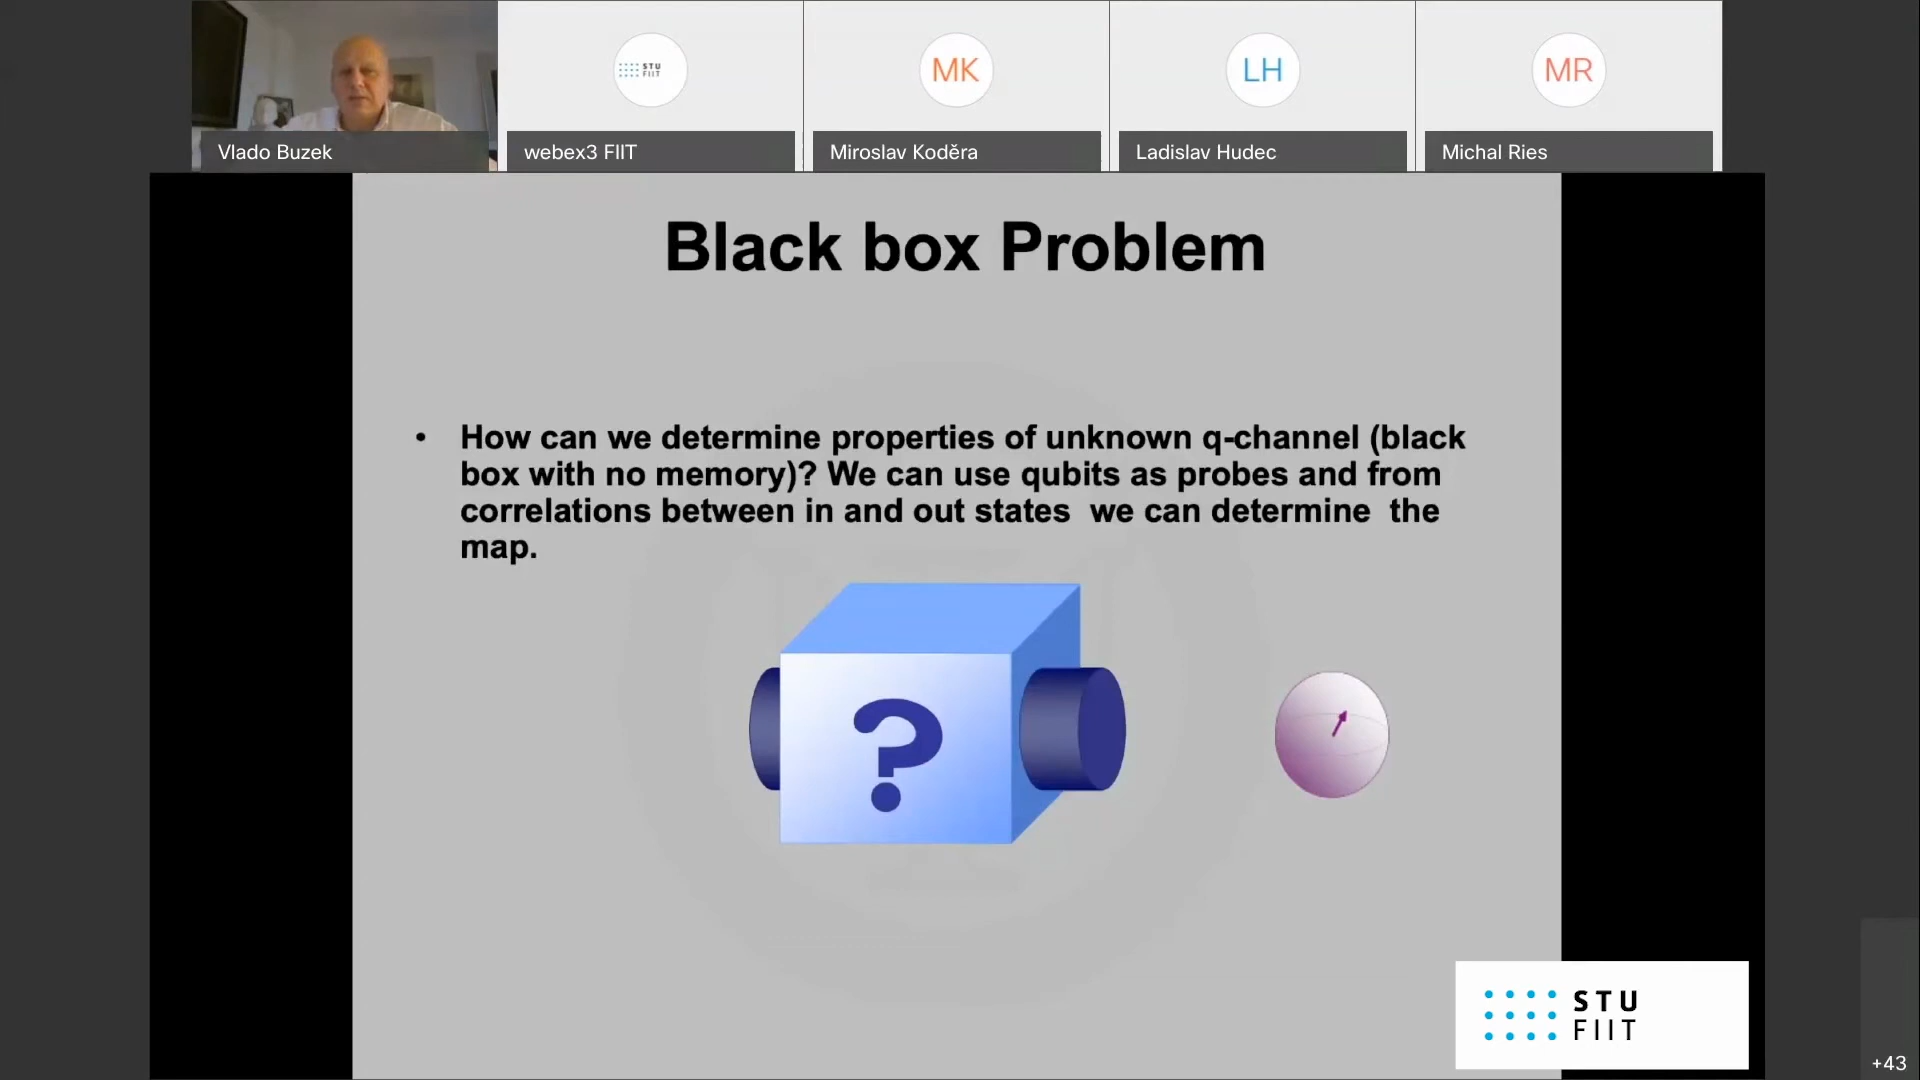 STU
FIIT
MK
LH
MR
Vlado Buzek
webex3 FIIT
Miroslav Koděra
Ladislav Hudec
Michal Ries
Black box Problem
• How can we determine properties of unknown q-channel (black
box with no memory)? We can use qubits as probes and from
correlations between in and out states we can determine the
map.
?
STU
FIIT
+43